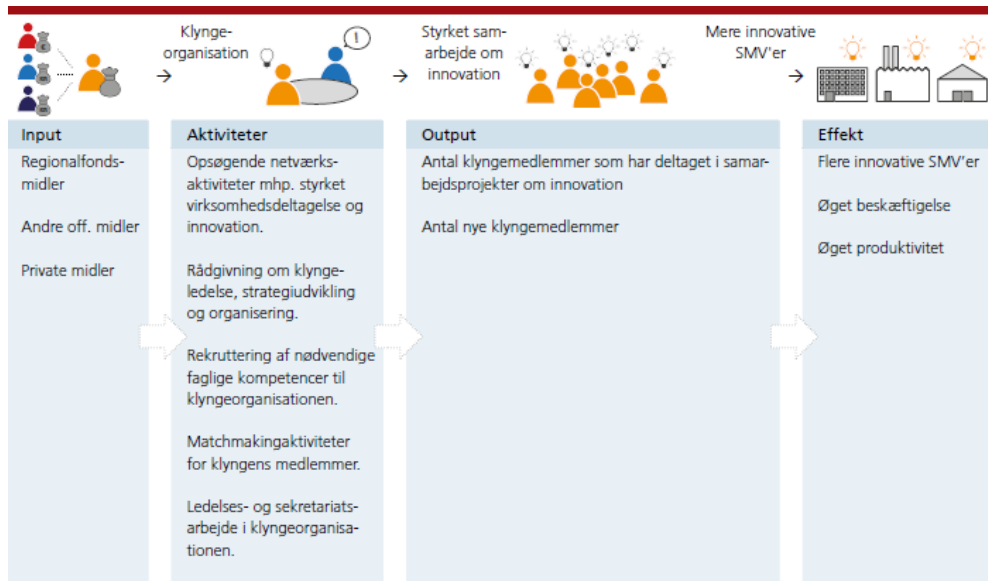 Klynge-
organisation
→
!
Styret sam-
arbejde om
innovation
→
Mere innovative
SMV'er
→
Input
Regionalfonds-
midler
Andre off. midler
Private midler
Aktiviteter
Opsøgende netværks-
aktiviteter mhp. styrket
virksomhedsdeltagelse og
innovation.
Rådgivning om klynge-
ledelse, strategiudvikling
og organisering.
Rekruttering af nødvendige
faglige kompetencer til
klyngeorganisationen.
Matchmakingaktiviteter
for klyngens medlemmer.
Ledelses- og sekretariats-
arbejde i klyngeorganisa-
tionen.
Output
Antal klyngemedlemmer som har deltaget i samar-
bejdsprojekter om innovation
Antal nye klyngemedlemmer
Effekt
Flere innovative SMV'er
Øget beskæftigelse
Øget produktivitet